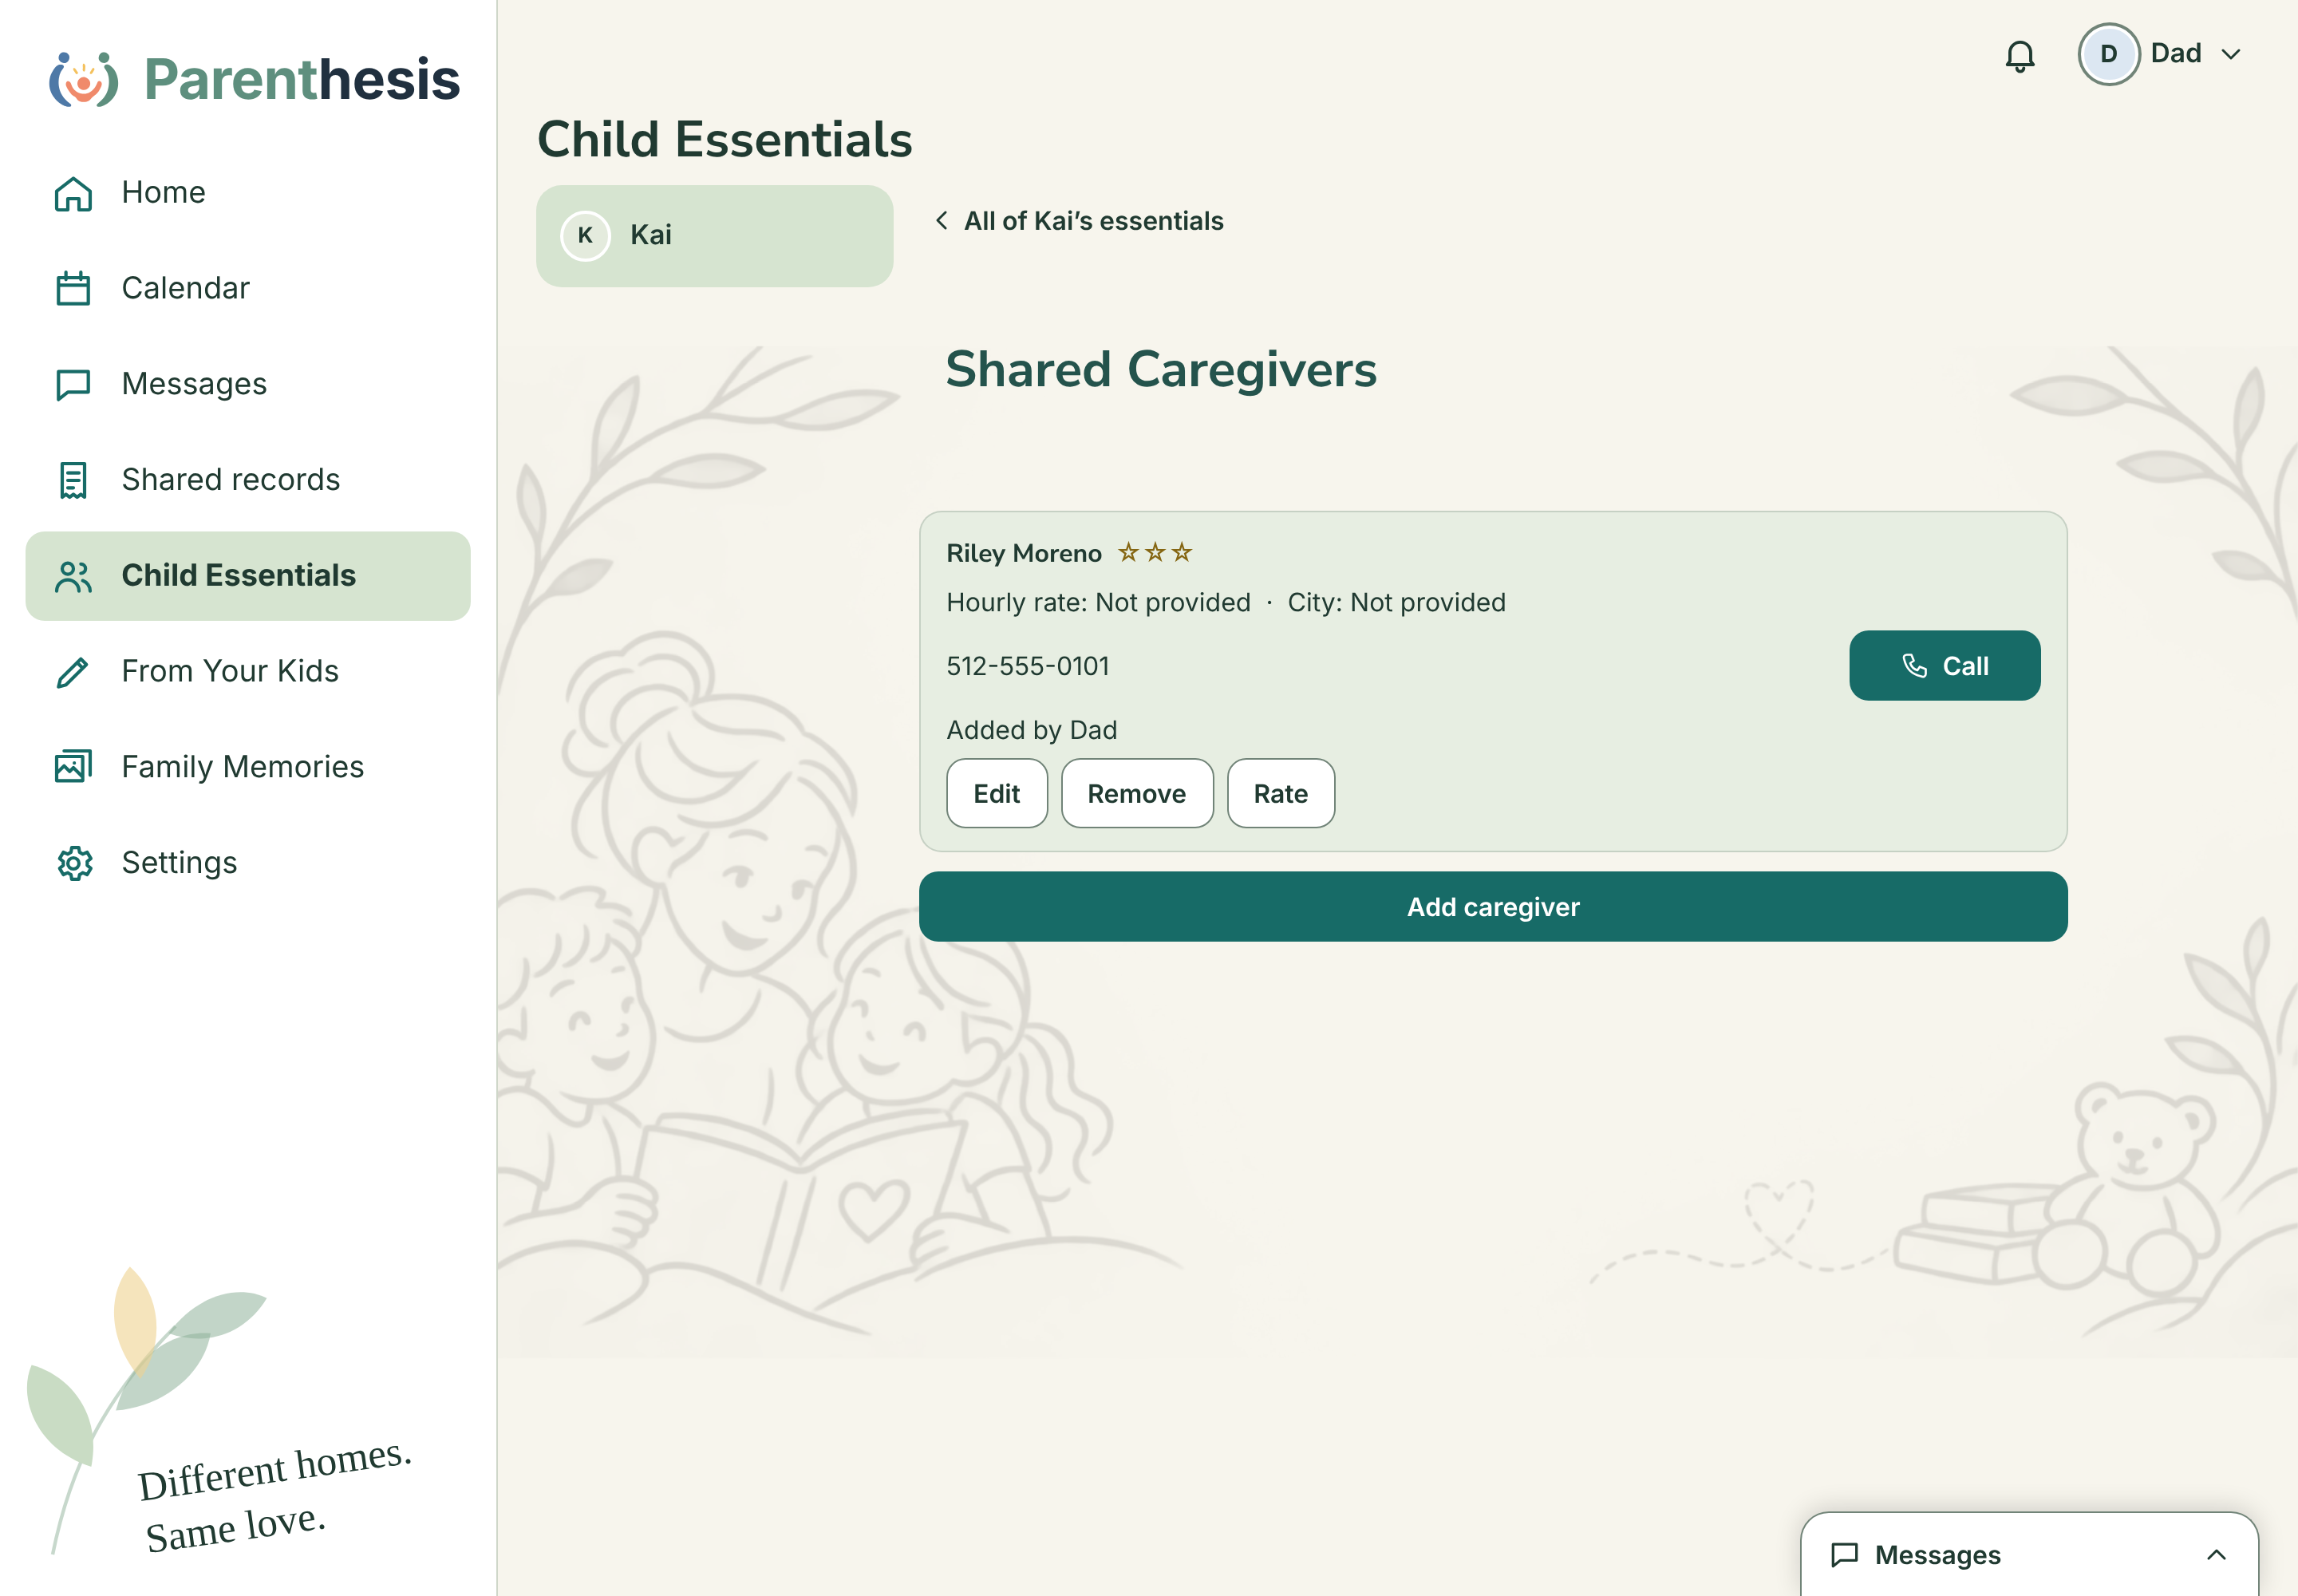 Parenthesis
Home
Calendar
Messages
Shared records
Child Essentials
From Your Kids
Family Memories
Settings
Different homes.
Same love.
D Dad
Child Essentials
K Kai
All of Kai’s essentials
Shared Caregivers
Riley Moreno ☆☆☆
Hourly rate: Not provided · City: Not provided
512-555-0101
Call
Added by Dad
Edit Remove Rate
Add caregiver
Messages